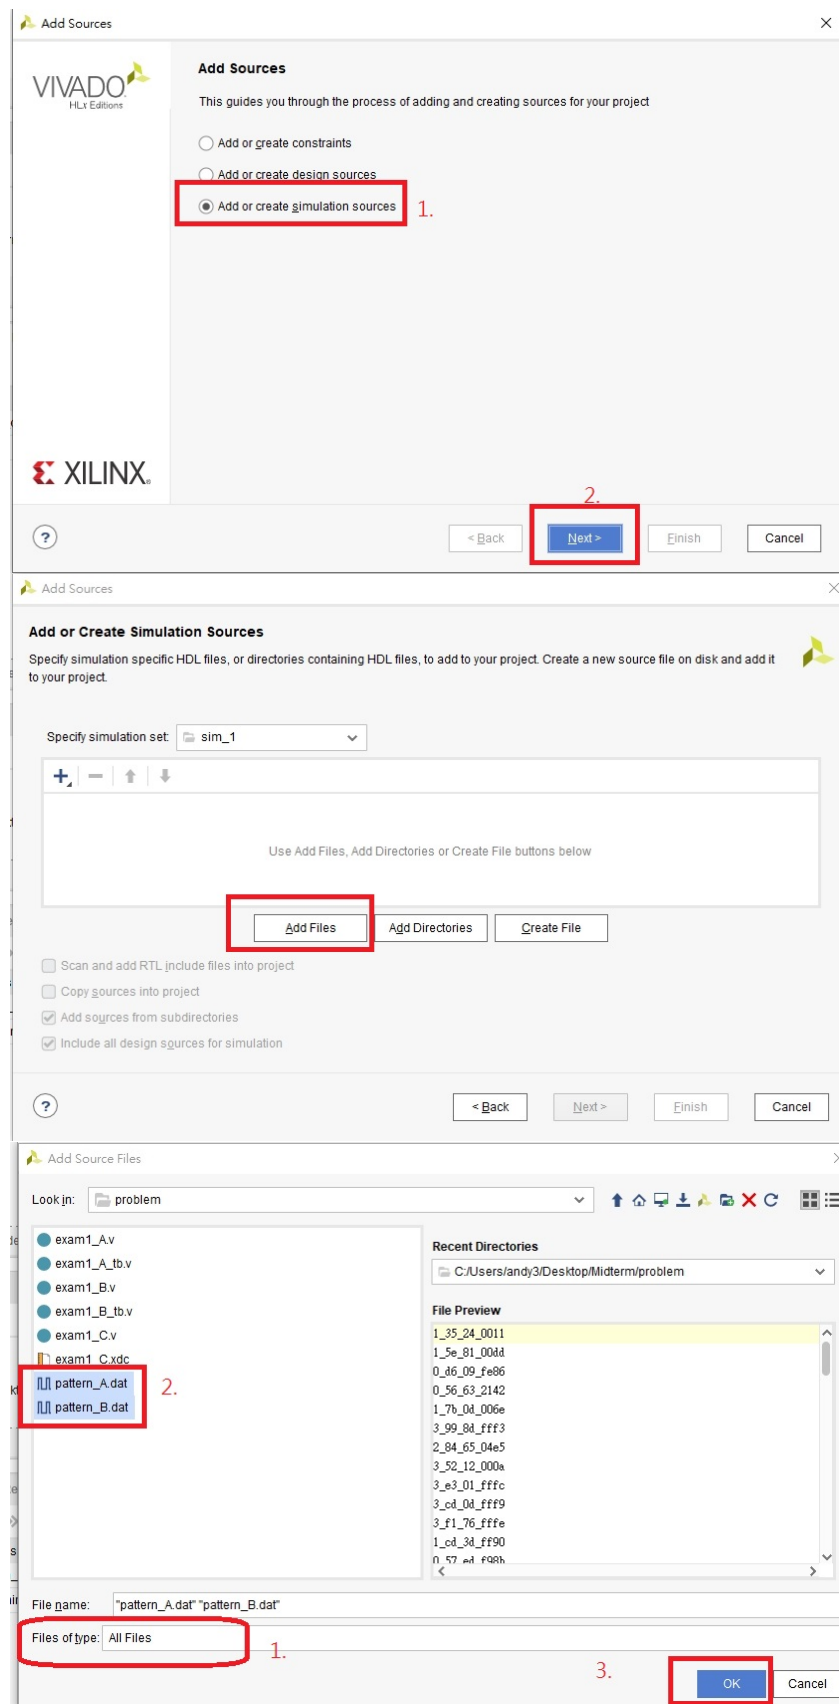 Add Sources
VIVADO
HLx Editions
Add Sources
This guides you through the process of adding and creating sources for your project
Add or create constraints
Add or create design sources
Add or create simulation sources
1.
XILINX.
2.
?
< Back
Next >
Finish
Cancel
Add Sources
Add or Create Simulation Sources
Specify simulation specific HDL files, or directories containing HDL files, to add to your project. Create a new source file on disk and add it
to your project.
Specify simulation set:
sim_1
Use Add Files, Add Directories or Create File buttons below
Add Files
Add Directories
Create File
Scan and add RTL include files into project
Copy sources into project
Add sources from subdirectories
Include all design sources for simulation
?
< Back
Next >
Finish
Cancel
Add Source Files
Look in:
problem
exam1_A.v
exam1_A_tb.v
exam1_B.v
exam1_B_tb.v
exam1_C.v
exam1_C.xdc
pattern_A.dat
pattern_B.dat
2.
Recent Directories
C:/Users/andy3/Desktop/Midterm/problem
File Preview
1_35_24_0011
1_5e_81_00dd
0_d6_09_fe86
0_56_63_2142
1_7b_0d_006e
3_99_8d_fff3
2_84_65_04e5
3_52_12_000a
3_e3_01_fffc
3_cd_0d_fff9
3_f1_76_fffe
1_cd_3d_ff90
0_57_ed_f98b
File name:
"pattern_A.dat" "pattern_B.dat"
Files of type:
All Files
1.
3.
OK
Cancel